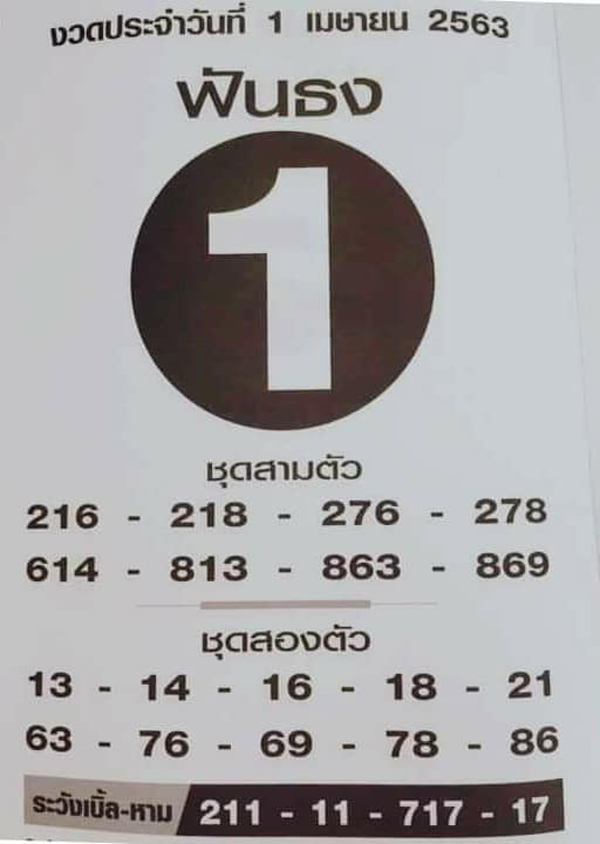 งวดประจำวันที่ 1 เมษายน 2563
ฟันธง
1
ชุดสามตัว
216 - 218 - 276 - 278
614 - 813 - 863 - 869
ชุดสองตัว
13 - 14 - 16 - 18 - 21
63 - 76 - 69 - 78 - 86
ระวังเบิ้ล-หาม 211 - 11 - 717 - 17